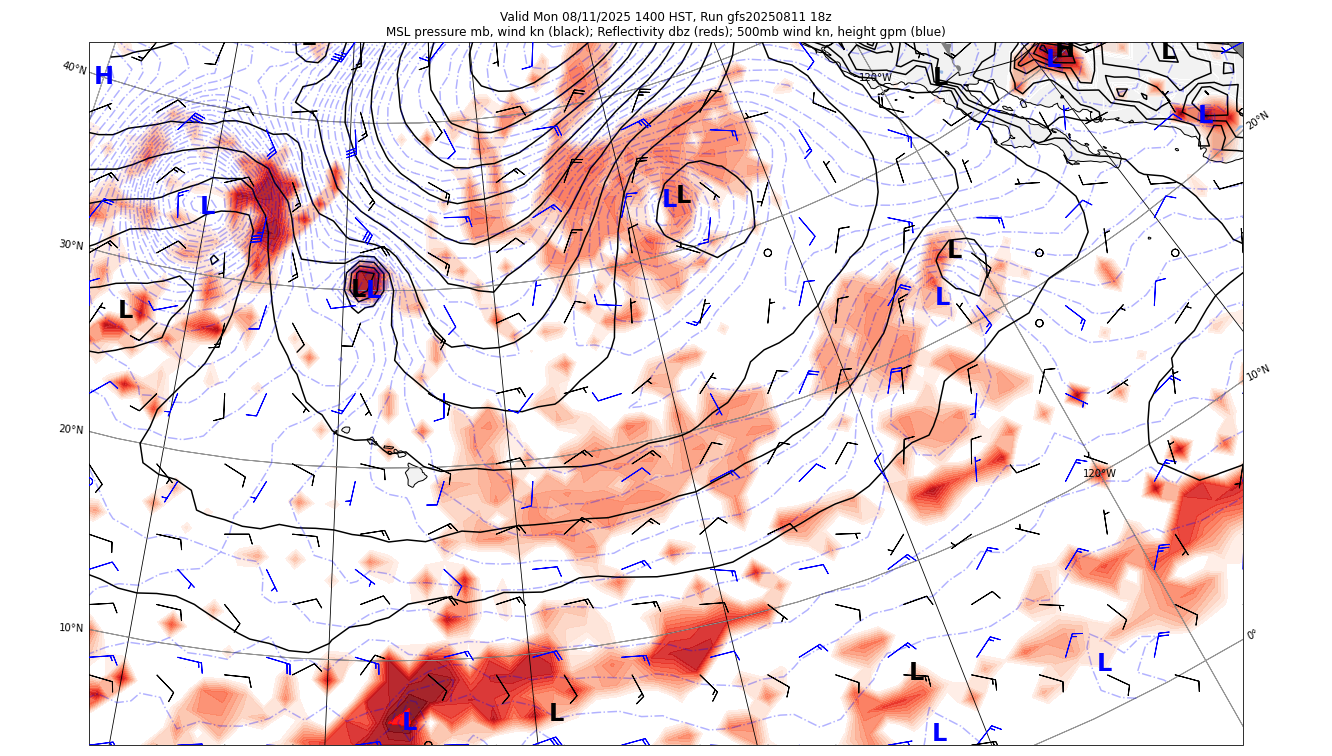 Valid Mon 08/11/2025 1400 HST, Run gfs20250811 18z
MSL pressure mb, wind kn (black); Reflectivity dbz (reds); 500mb wind kn, height gpm (blue)
40°N
H
120°W
L
L
H
L
L
20°N
L
L
L
30°N
L
L
L
L
L
L
10°N
20°N
120°W
10°N
0°
L
L
L
L
L